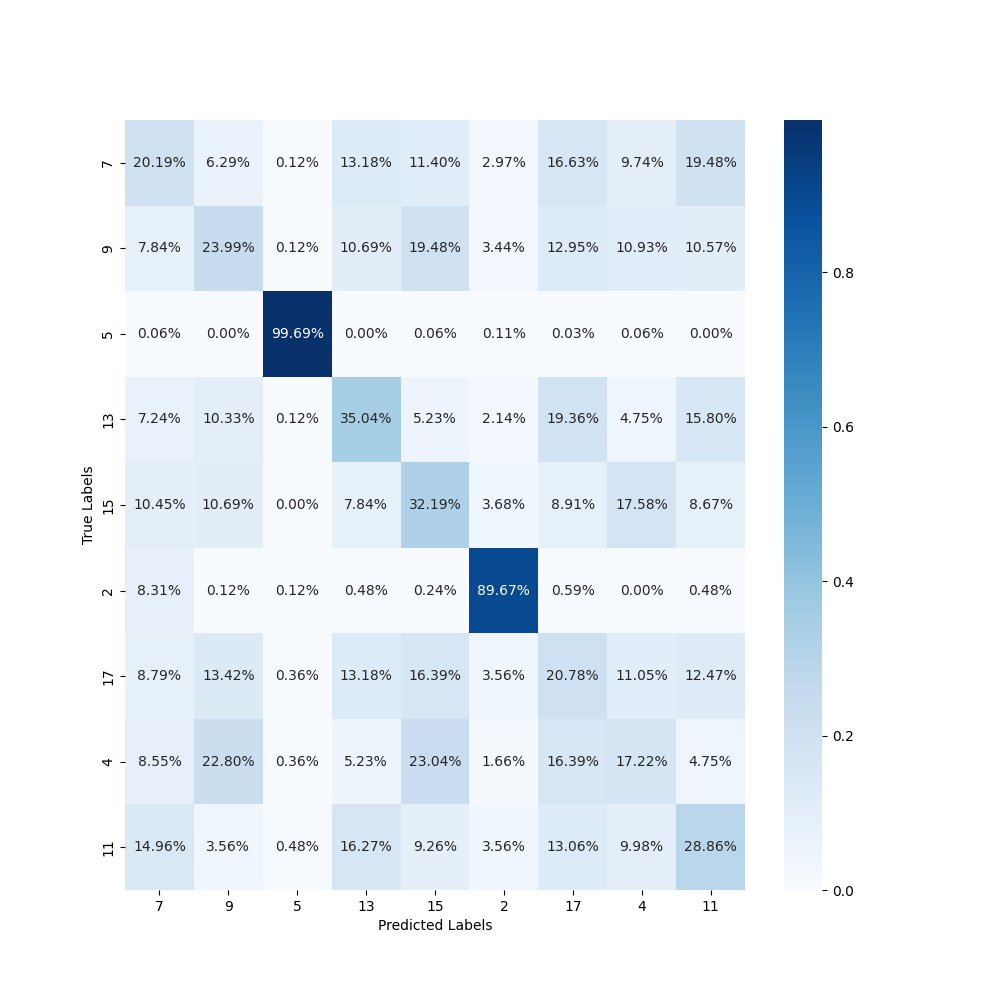 7 20.19% 6.29% 0.12% 13.18% 11.40% 2.97% 16.63% 9.74% 19.48%
9 7.84% 23.99% 0.12% 10.69% 19.48% 3.44% 12.95% 10.93% 10.57%
5 0.06% 0.00% 99.69% 0.00% 0.06% 0.11% 0.03% 0.06% 0.00%
13 7.24% 10.33% 0.12% 35.04% 5.23% 2.14% 19.36% 4.75% 15.80%
15 10.45% 10.69% 0.00% 7.84% 32.19% 3.68% 8.91% 17.58% 8.67%
2 8.31% 0.12% 0.12% 0.48% 0.24% 89.67% 0.59% 0.00% 0.48%
17 8.79% 13.42% 0.36% 13.18% 16.39% 3.56% 20.78% 11.05% 12.47%
4 8.55% 22.80% 0.36% 5.23% 23.04% 1.66% 16.39% 17.22% 4.75%
11 14.96% 3.56% 0.48% 16.27% 9.26% 3.56% 13.06% 9.98% 28.86%
7 9 5 13 15 2 17 4 11
Predicted Labels
True Labels
0.8
0.6
0.4
0.2
0.0